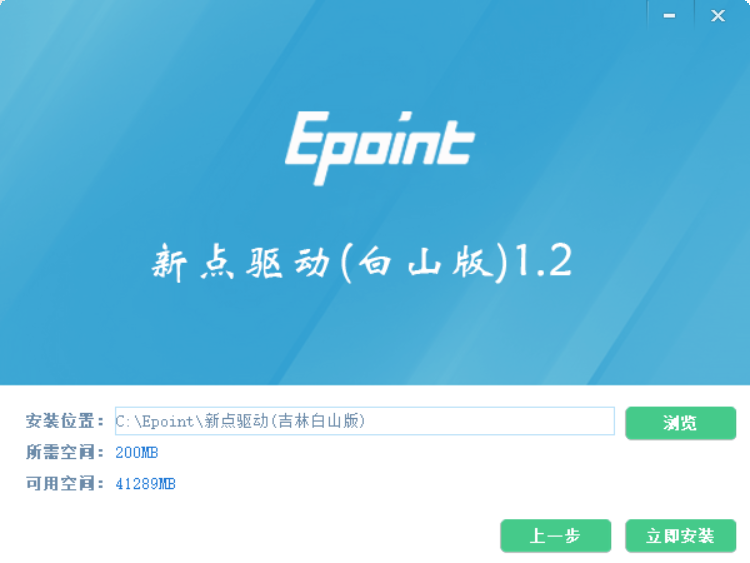 Epoint
新点驱动(白山版)1.2
安装位置： C:\Epoint\新点驱动(吉林白山版) 浏览
所需空间： 200MB
可用空间： 41289MB
上一步 立即安装